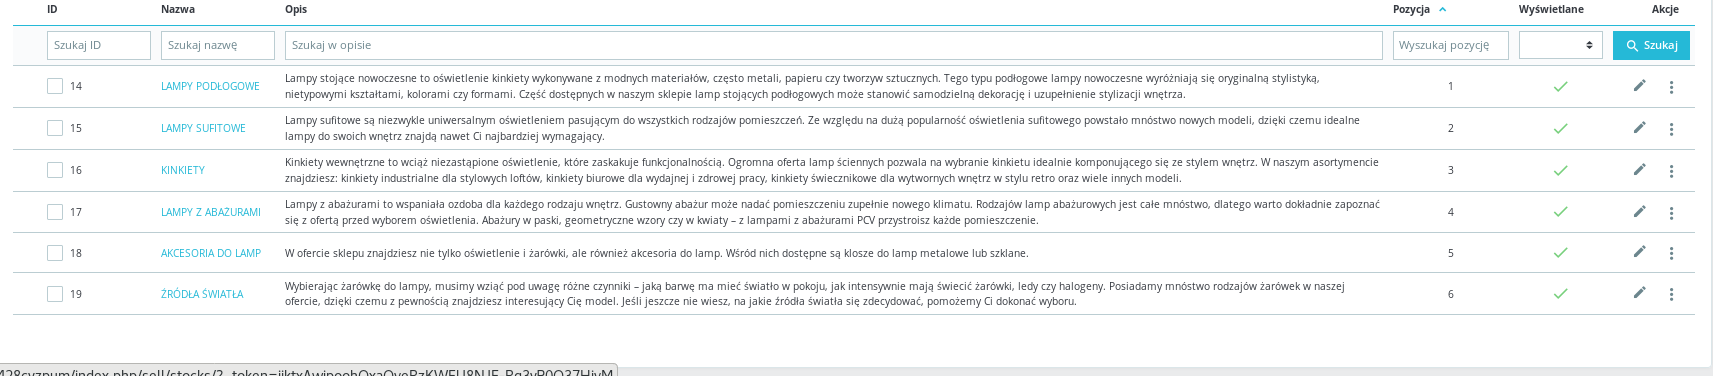 ID Nazwa Opis Pozycja Wyświetlane Akcje
Szukaj ID Szukaj nazwę Szukaj w opisie Wyszukaj pozycję Szukaj
Lampy stojące nowoczesne to oświetlenie kinkiety wykonywane z modnych materiałów, często metali, papieru czy tworzyw sztucznych. Tego typu podłogowe lampy nowoczesne wyróżniają się oryginalną stylistyką,
14 LAMPY PODŁOGOWE 1
nietypowymi kształtami, kolorami czy formami. Część dostępnych w naszym sklepie lamp stojących podłogowych może stanowić samodzielną dekorację i uzupełnienie stylizacji wnętrza.
Lampy sufitowe są niezwykle uniwersalnym oświetleniem pasującym do wszystkich rodzajów pomieszczeń. Ze względu na dużą popularność oświetlenia sufitowego powstało mnóstwo nowych modeli, dzięki czemu idealne
15 LAMPY SUFITOWE 2
lampy do swoich wnętrz znajdą nawet Ci najbardziej wymagający.
Kinkiety wewnętrzne to wciąż niezastąpione oświetlenie, które zaskakuje funkcjonalnością. Ogromna oferta lamp ściennych pozwala na wybranie kinkietu idealnie komponującego się ze stylem wnętrz. W naszym asortymencie
16 KINKIETY 3
znajdziesz: kinkiety industrialne dla stylowych loftów, kinkiety biurowe dla wydajnej i zdrowej pracy, kinkiety świecznikowe dla wytwornych wnętrz w stylu retro oraz wiele innych modeli.
Lampy z abażurami to wspaniała ozdoba dla każdego rodzaju wnętrz. Gustowny abażur może nadać pomieszczeniu zupełnie nowego klimatu. Rodzajów lamp abażurowych jest całe mnóstwo, dlatego warto dokładnie zapoznać
17 LAMPY Z ABAŻURAMI 4
się z ofertą przed wyborem oświetlenia. Abażury w paski, geometryczne wzory czy w kwiaty – z lampami z abażurami PCV przystroisz każde pomieszczenie.
18 AKCESORIA DO LAMP W ofercie sklepu znajdziesz nie tylko oświetlenie i żarówki, ale również akcesoria do lamp. Wśród nich dostępne są klosze do lamp metalowe lub szklane. 5
Wybierając żarówkę do lampy, musimy wziąć pod uwagę różne czynniki – jaką barwę ma mieć światło w pokoju, jak intensywnie mają świecić żarówki, ledy czy halogeny. Posiadamy mnóstwo rodzajów żarówek w naszej
19 ŹRÓDŁA ŚWIATŁA 6
ofercie, dzięki czemu z pewnością znajdziesz interesujący Cię model. Jeśli jeszcze nie wiesz, na jakie źródła światła się zdecydować, pomożemy Ci dokonać wyboru.